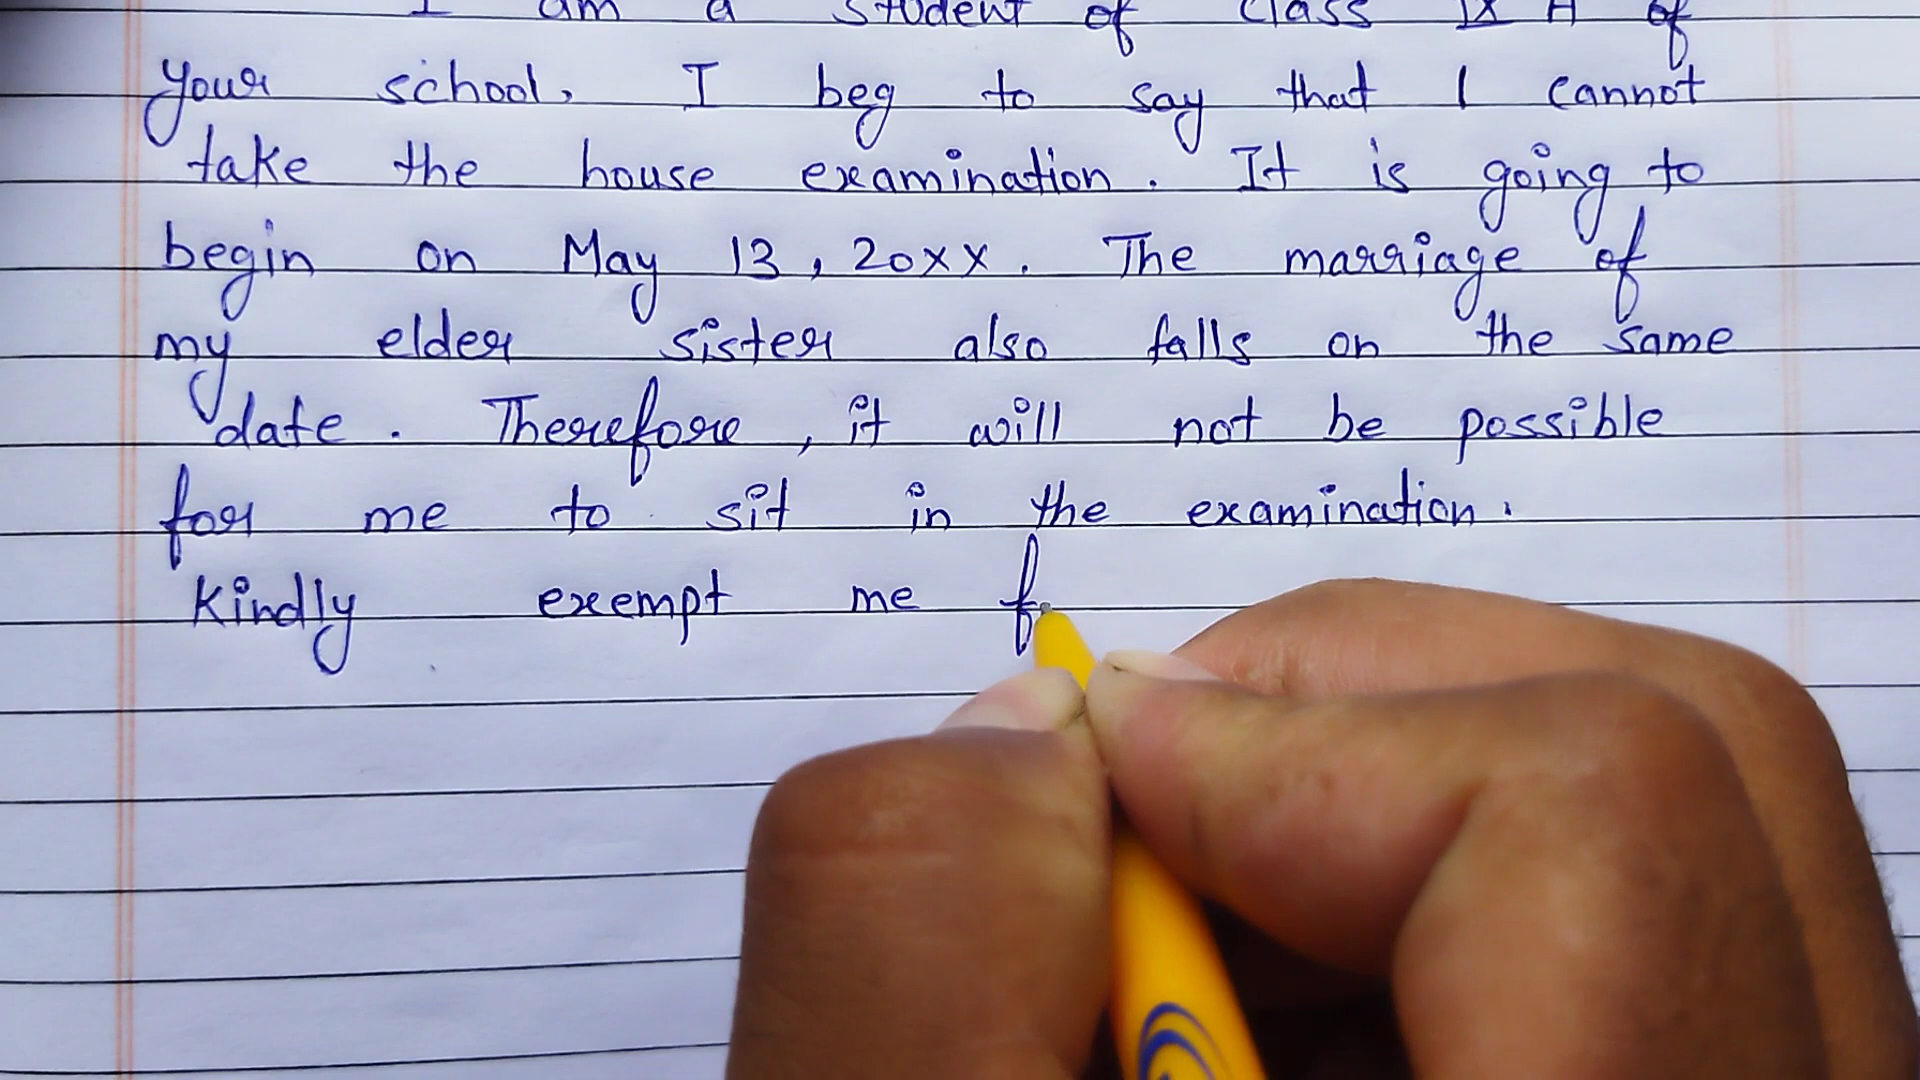 I am a student of class IX A of
your school. I beg to say that I cannot
take the house examination. It is going to
begin on May 13, 20xx. The marriage of
my elder sister also falls on the same
date. Therefore, it will not be possible
for me to sit in the examination.
Kindly exempt me f